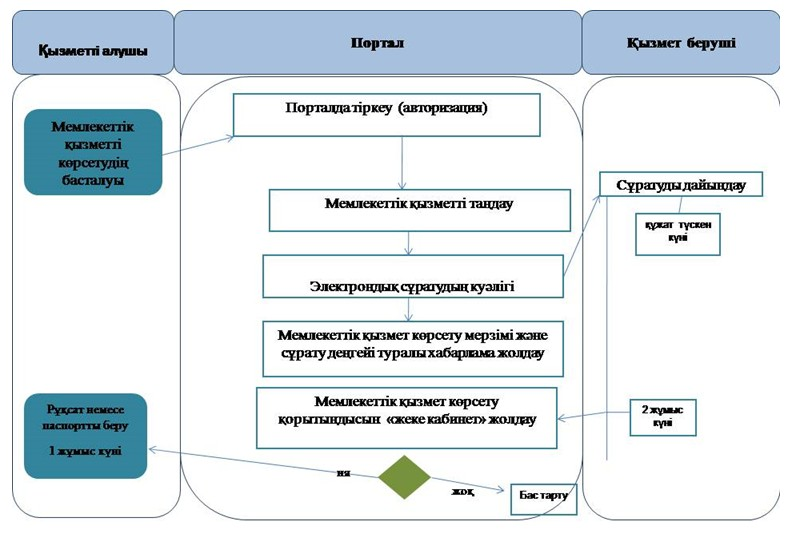 Қызметті алушы
Портал
Қызмет беруші
Мемлекеттік
қызметті
көрсетудің
басталуы
Порталда тіркеу (авторизация)
Мемлекеттік қызметті таңдау
Сұратуды дайындау
құжат түскен
күні
Электрондық сұратудың куәлігі
Мемлекеттік қызмет көрсету мерзімі және
сұрату деңгейі туралы хабарлама жолдау
Мемлекеттік қызмет көрсету
қорытындысын «жеке кабинет» жолдау
2 жұмыс
күні
Рұқсат немесе
паспортты беру
1 жұмыс күні
ия
жоқ
Бас тарту